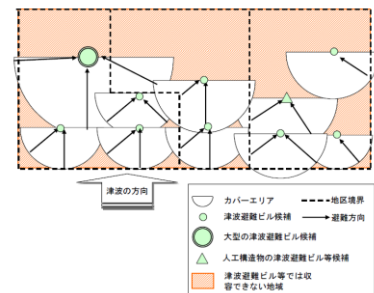 津波の方向
カバーエリア
地区境界
津波避難ビル候補
避難方向
大型の津波避難ビル候補
人工構造物の津波避難ビル等候補
津波避難ビル等では収
容できない地域